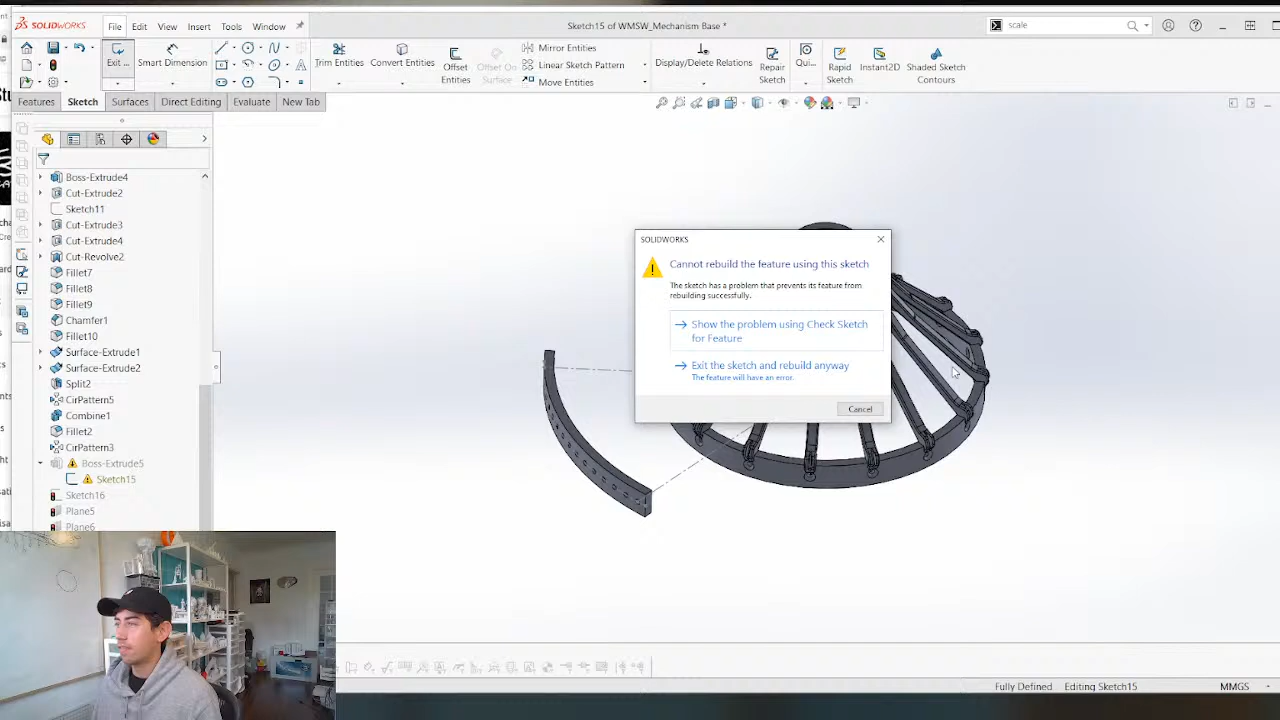 SOLIDWORKS
File
Edit
View
Insert
Tools
Window
Sketch15 of WMSW_Mechanism Base *
scale
Exit ...
Smart Dimension
Trim Entities
Convert Entities
Offset Entities
Offset On Surface
Mirror Entities
Linear Sketch Pattern
Move Entities
Display/Delete Relations
Repair Sketch
Qui...
Rapid Sketch
Instant2D
Shaded Sketch Contours
Features
Sketch
Surfaces
Direct Editing
Evaluate
New Tab
Boss-Extrude4
Cut-Extrude2
Sketch11
Cut-Extrude3
Cut-Extrude4
Cut-Revolve2
Fillet7
Fillet8
Fillet9
Chamfer1
Fillet10
Surface-Extrude1
Surface-Extrude2
Split2
CirPattern5
Combine1
Fillet2
CirPattern3
Boss-Extrude5
Sketch15
Sketch16
Plane5
Plane6
SOLIDWORKS
Cannot rebuild the feature using this sketch
The sketch has a problem that prevents its feature from
rebuilding successfully.
Show the problem using Check Sketch
for Feature
Exit the sketch and rebuild anyway
The feature will have an error.
Cancel
Fully Defined
Editing Sketch15
MMGS